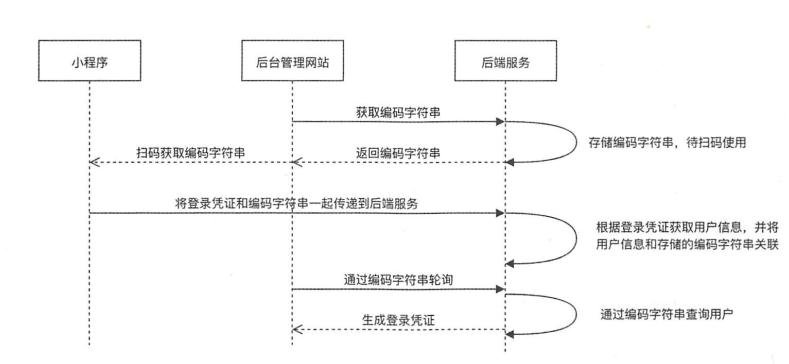 小程序
后台管理网站
后端服务
获取编码字符串
存储编码字符串，待扫码使用
扫码获取编码字符串
返回编码字符串
将登录凭证和编码字符串一起传递到后端服务
根据登录凭证获取用户信息，并将
用户信息和存储的编码字符串关联
通过编码字符串轮询
通过编码字符串查询用户
生成登录凭证